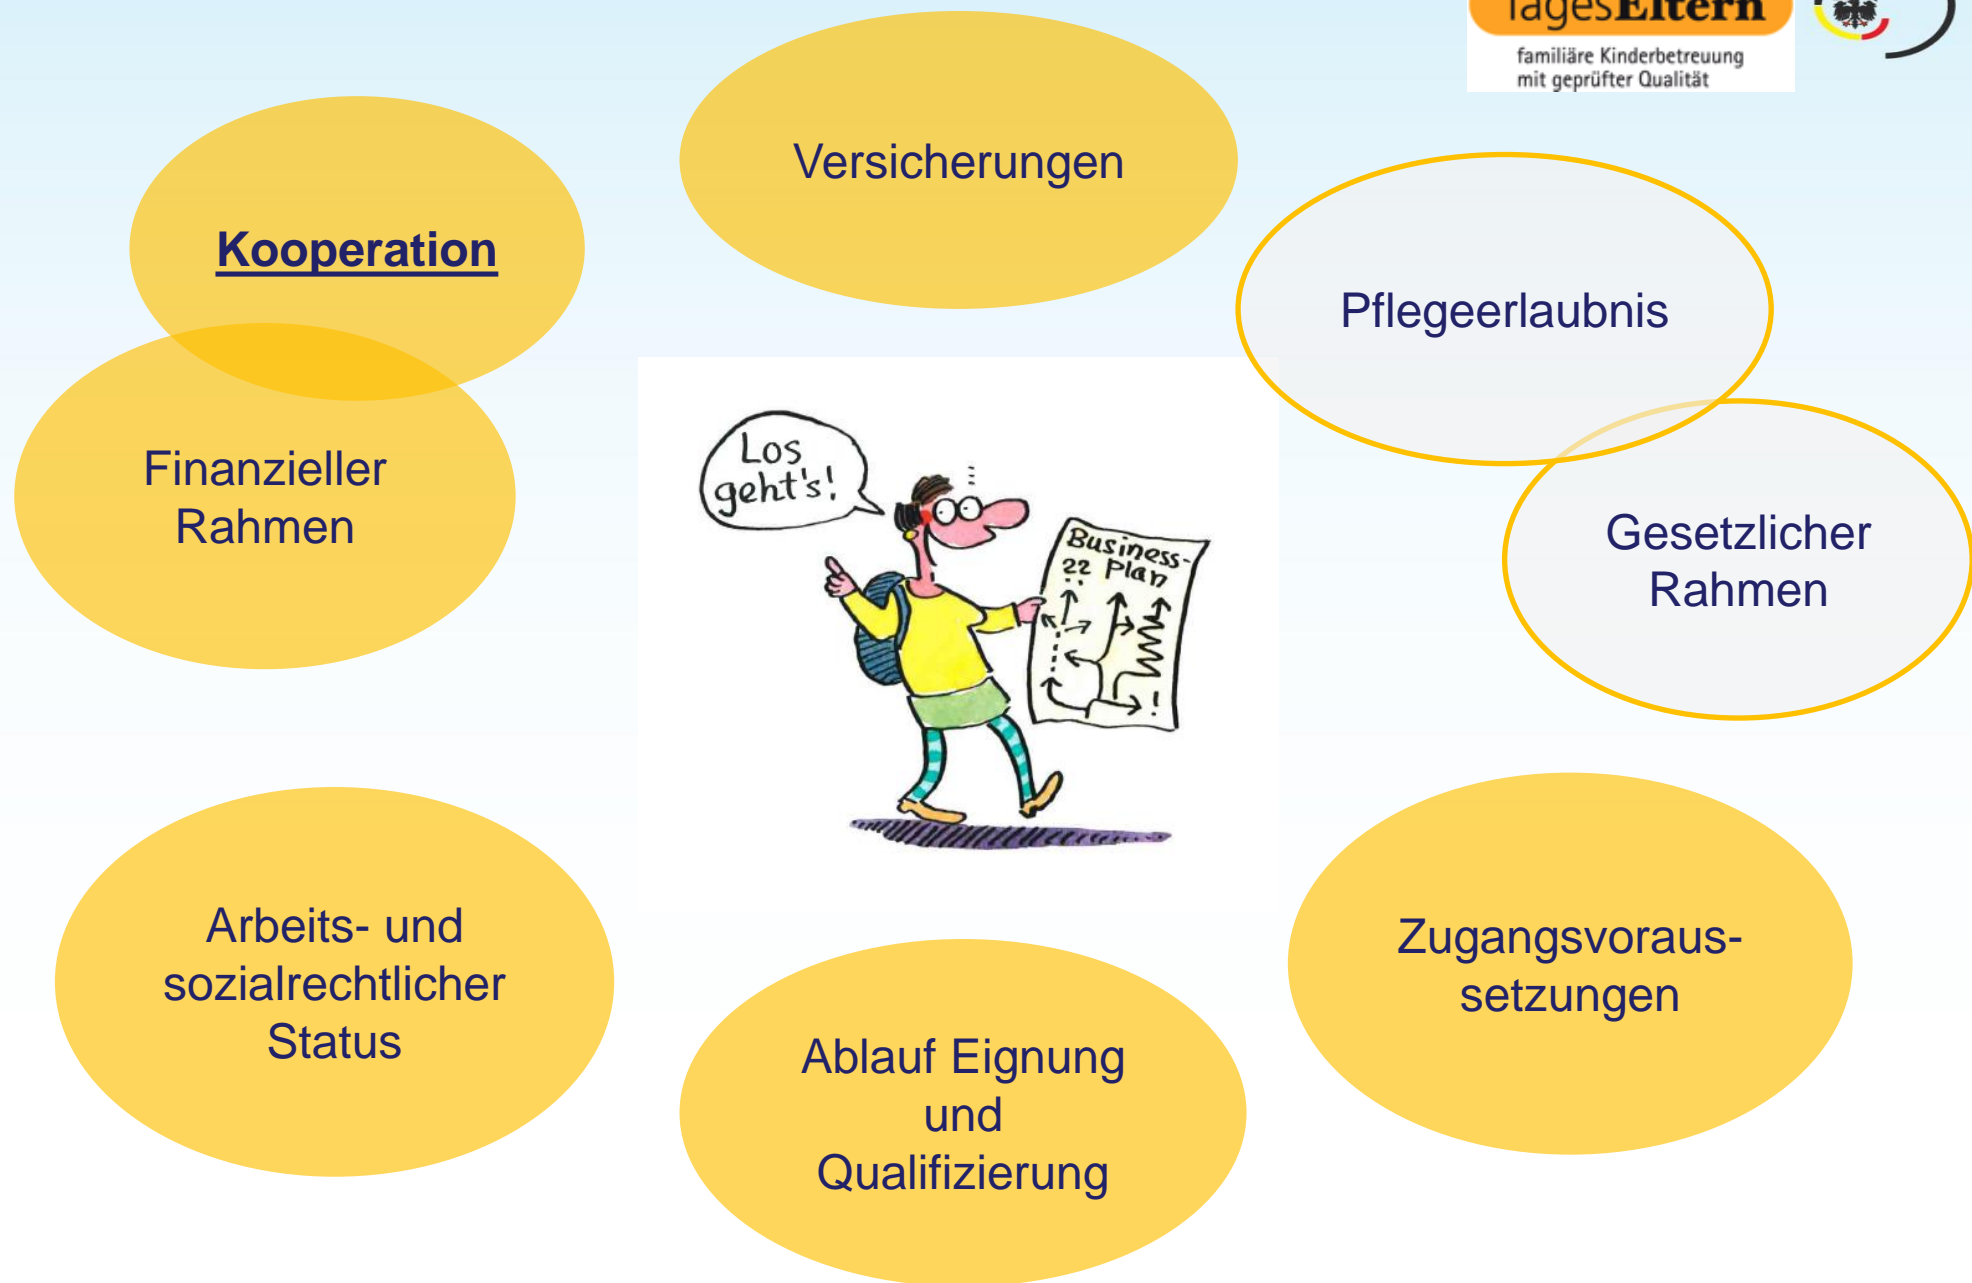 TagesEltern
familiäre Kinderbetreuung
mit geprüfter Qualität
Versicherungen
Kooperation
Pflegeerlaubnis
Finanzieller
Rahmen
Gesetzlicher
Rahmen
Los
geht's!
Business-
?? Plan
!
Arbeits- und
sozialrechtlicher
Status
Zugangsvoraus-
setzungen
Ablauf Eignung
und
Qualifizierung